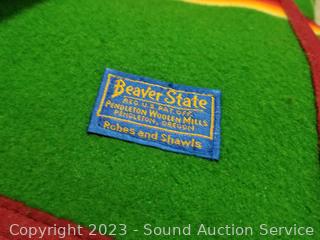 Beaver State
REG. U.S. PAT. OFF.
PENDLETON WOOLEN MILLS
PENDLETON, OREGON
Robes and Shawls
Copyright 2023 - Sound Auction Service